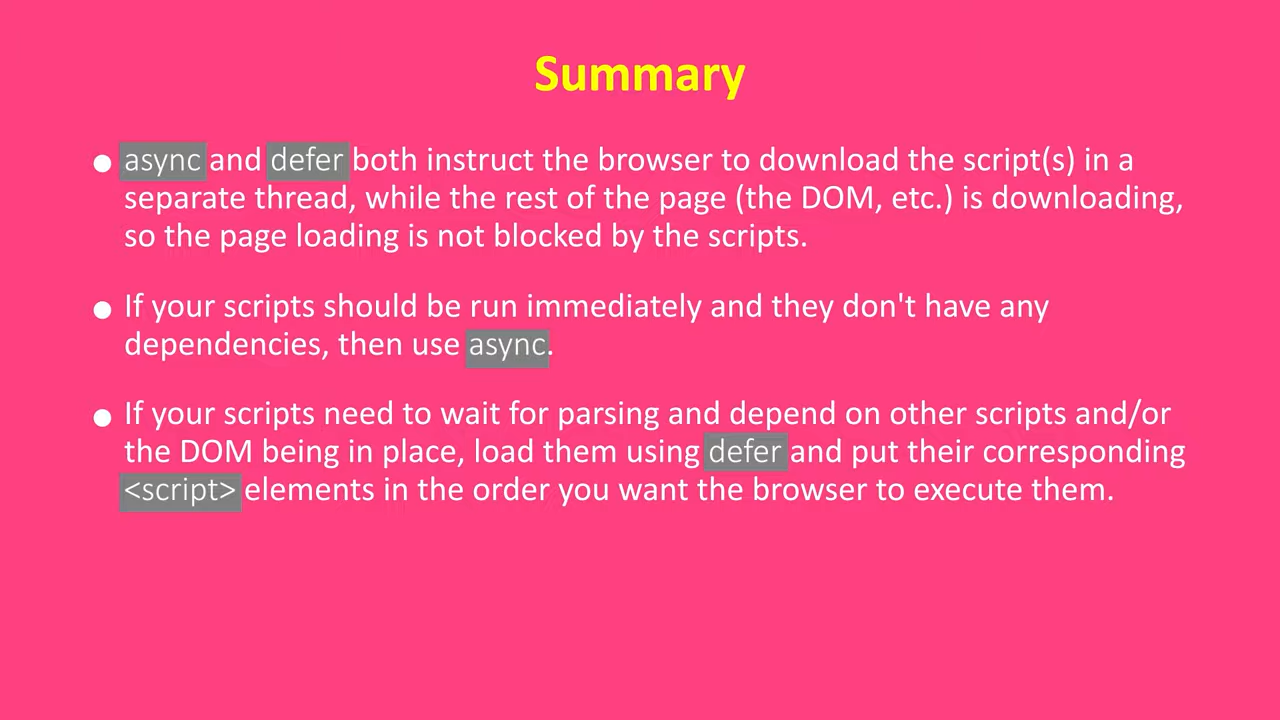 Summary
● async and defer both instruct the browser to download the script(s) in a
separate thread, while the rest of the page (the DOM, etc.) is downloading,
so the page loading is not blocked by the scripts.
● If your scripts should be run immediately and they don't have any
dependencies, then use async.
● If your scripts need to wait for parsing and depend on other scripts and/or
the DOM being in place, load them using defer and put their corresponding
<script> elements in the order you want the browser to execute them.